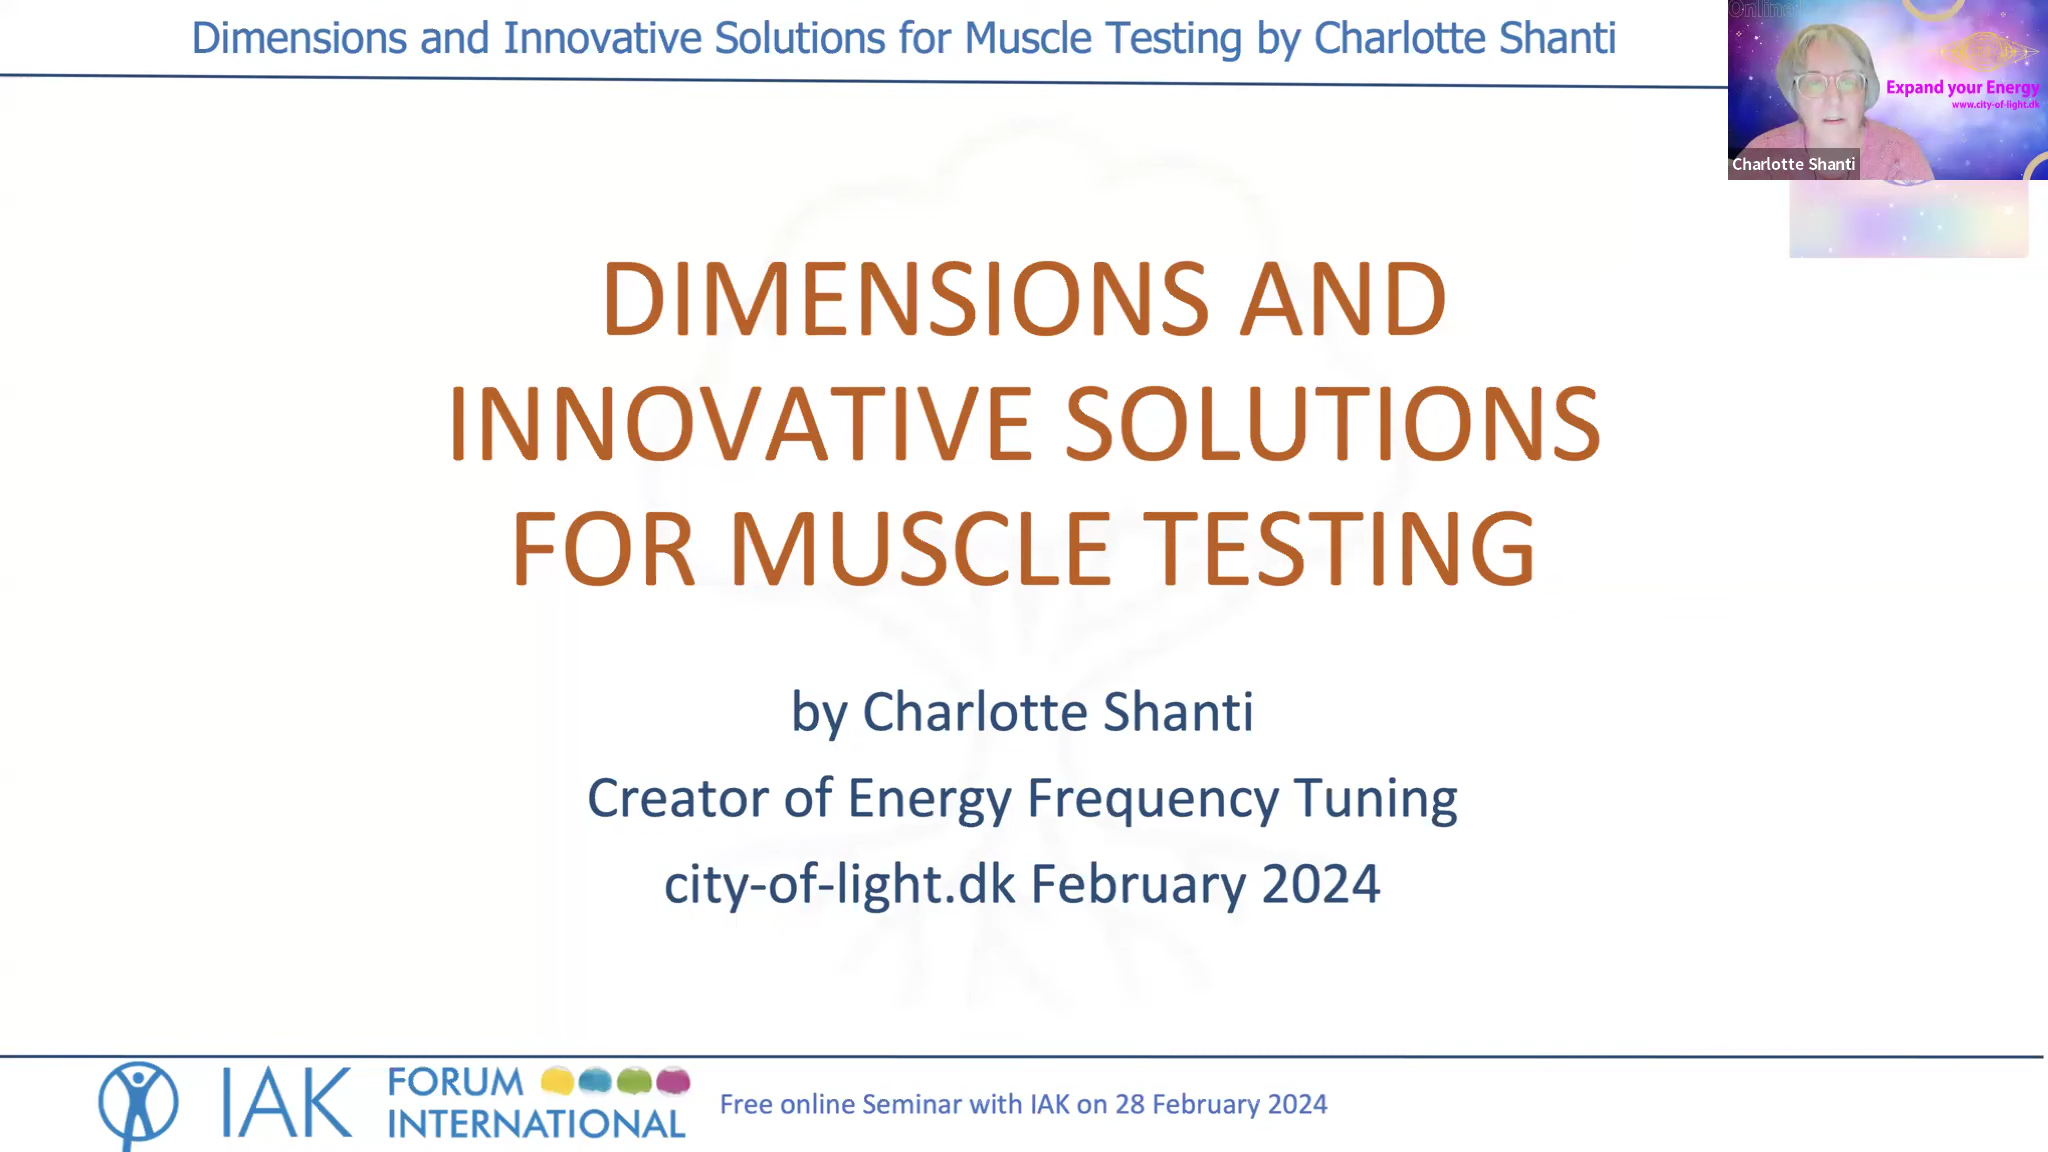 Dimensions and Innovative Solutions for Muscle Testing by Charlotte Shanti
Online
Expand your Energy
www.city-of-light.dk
Charlotte Shanti
DIMENSIONS AND
INNOVATIVE SOLUTIONS
FOR MUSCLE TESTING
by Charlotte Shanti
Creator of Energy Frequency Tuning
city-of-light.dk February 2024
IAK FORUM
INTERNATIONAL
Free online Seminar with IAK on 28 February 2024